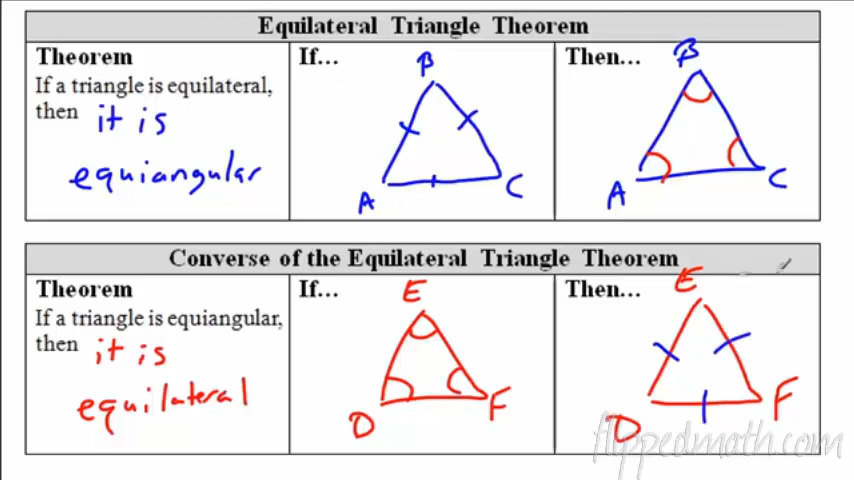 Equilateral Triangle Theorem
Theorem
If a triangle is equilateral,
then it is
equiangular
If...
B
A
C
Then...
B
A
C
Converse of the Equilateral Triangle Theorem
Theorem
If a triangle is equiangular,
then it is
equilateral
If...
E
D
F
Then...
E
D
F
flippedmath.com